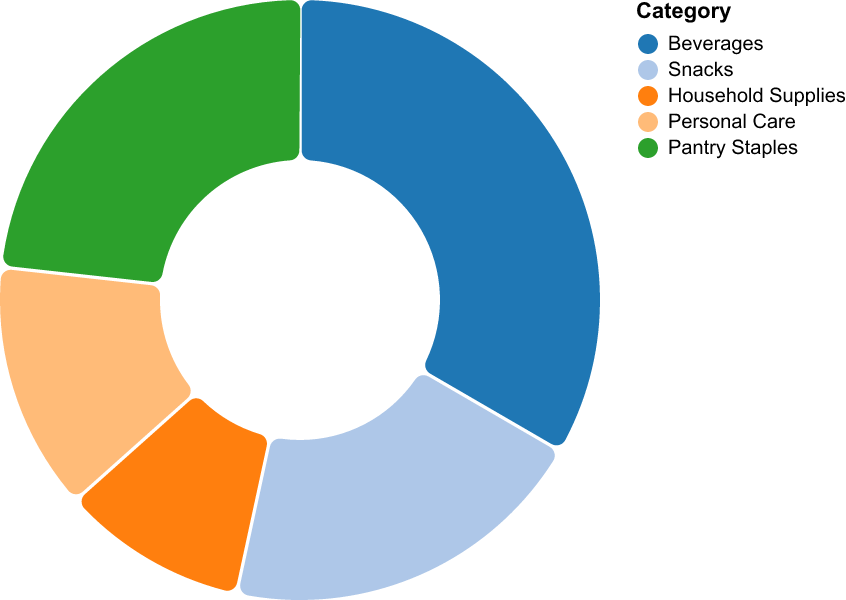 Category
Beverages
Snacks
Household Supplies
Personal Care
Pantry Staples